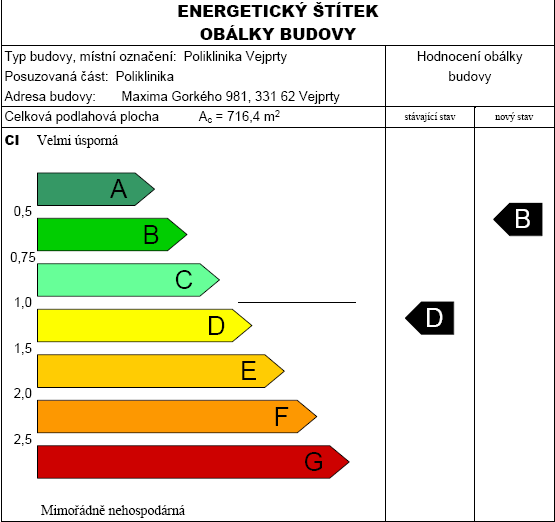 ENERGETICKÝ ŠTÍTEK
OBÁLKY BUDOVY
Typ budovy, místní označení: Poliklinika Vejprty
Posuzovaná část: Poliklinika
Adresa budovy: Maxima Gorkého 981, 331 62 Vejprty
Hodnocení obálky
budovy
Celková podlahová plocha Ac = 716,4 m2
stávající stav
nový stav
CI Velmi úsporná
A
0,5
B
B
0,75
C
1,0
D
D
1,5
E
2,0
F
2,5
G
Mimořádně nehospodárná